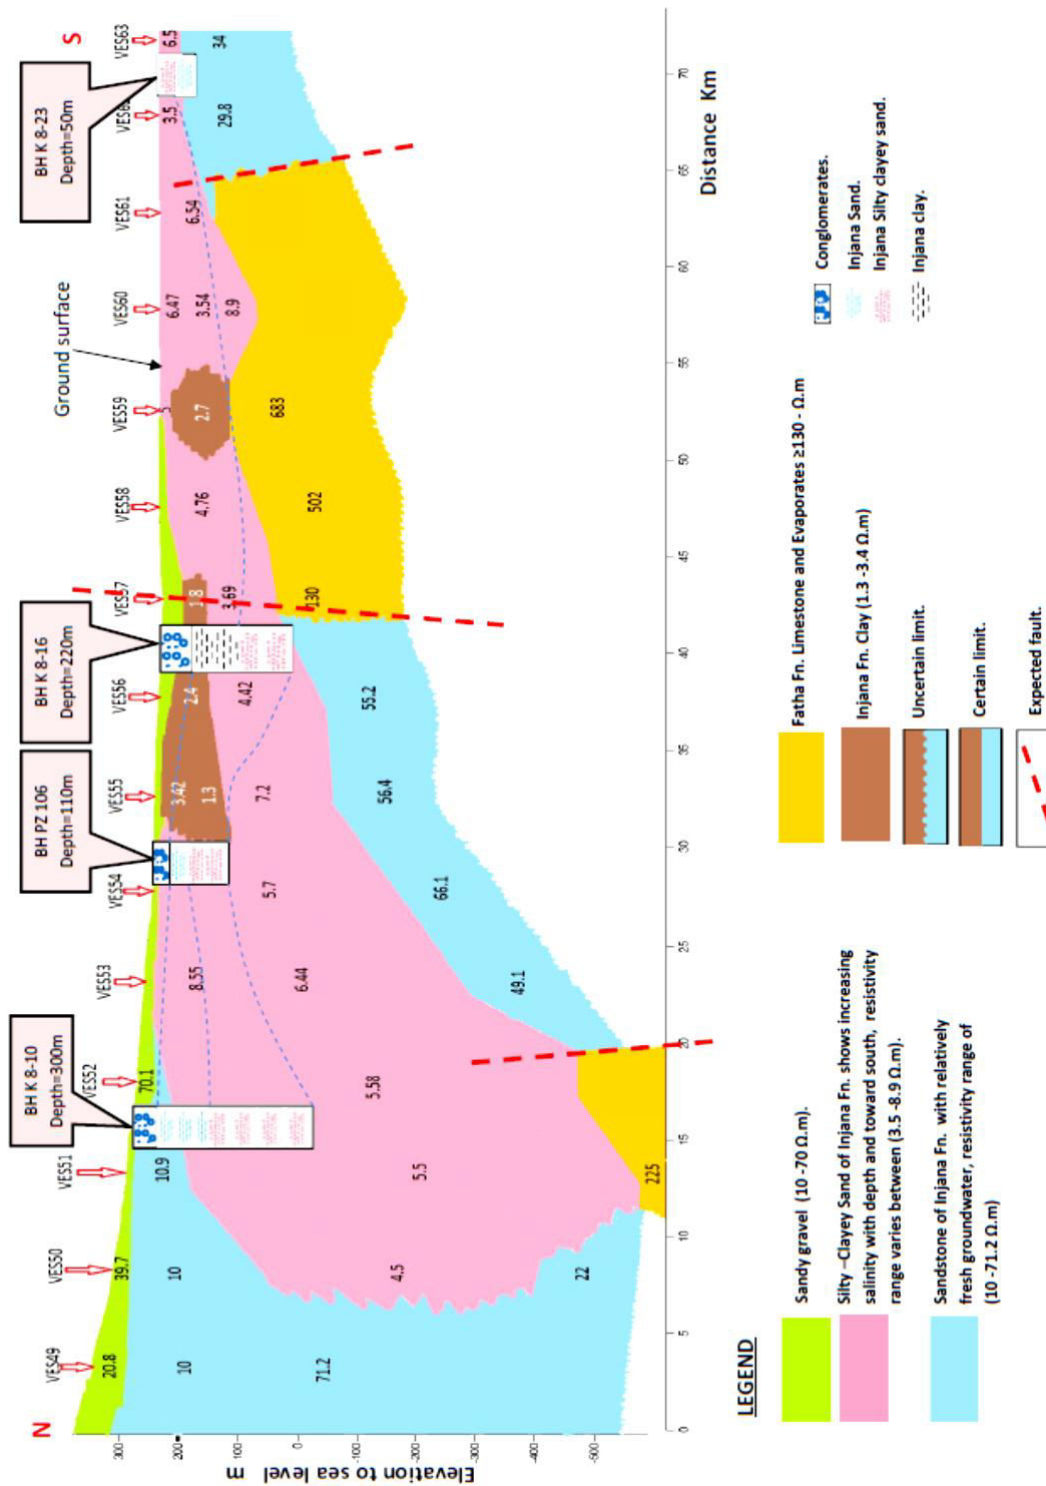 N
S
VES49
VES50
VES51
VES52
VES53
VES54
VES55
VES56
VES57
VES58
VES59
VES60
VES61
VES63
BH K 8-10
Depth=300m
BH PZ 106
Depth=110m
BH K 8-16
Depth=220m
BH K 8-23
Depth=50m
Ground surface
20.8
39.7
70.1
10
10
10.9
71.2
4.5
22
5.5
225
5.58
8.55
6.44
49.1
5.7
66.1
3.42
1.3
7.2
56.4
2.4
4.42
55.2
1.8
3.69
130
4.76
502
5
2.7
683
6.47
3.54
8.9
6.54
3.5
29.8
6.5
34
Elevation to sea level m
300
200
100
0
-100
-200
-300
-400
-500
0
5
10
15
20
25
30
35
40
45
50
55
60
65
70
Distance Km
LEGEND
Sandy gravel (10 -70 Ω.m).
Silty –Clayey Sand of Injana Fn. shows increasing
salinity with depth and toward south, resistivity
range varies between (3.5 -8.9 Ω.m).
Sandstone of Injana Fn. with relatively
fresh groundwater, resistivity range of
(10 -71.2 Ω.m)
Fatha Fn. Limestone and Evaporates ≥130 - Ω.m
Injana Fn. Clay (1.3 -3.4 Ω.m)
Uncertain limit.
Certain limit.
Expected fault.
Conglomerates.
Injana Sand.
Injana Silty clayey sand.
Injana clay.